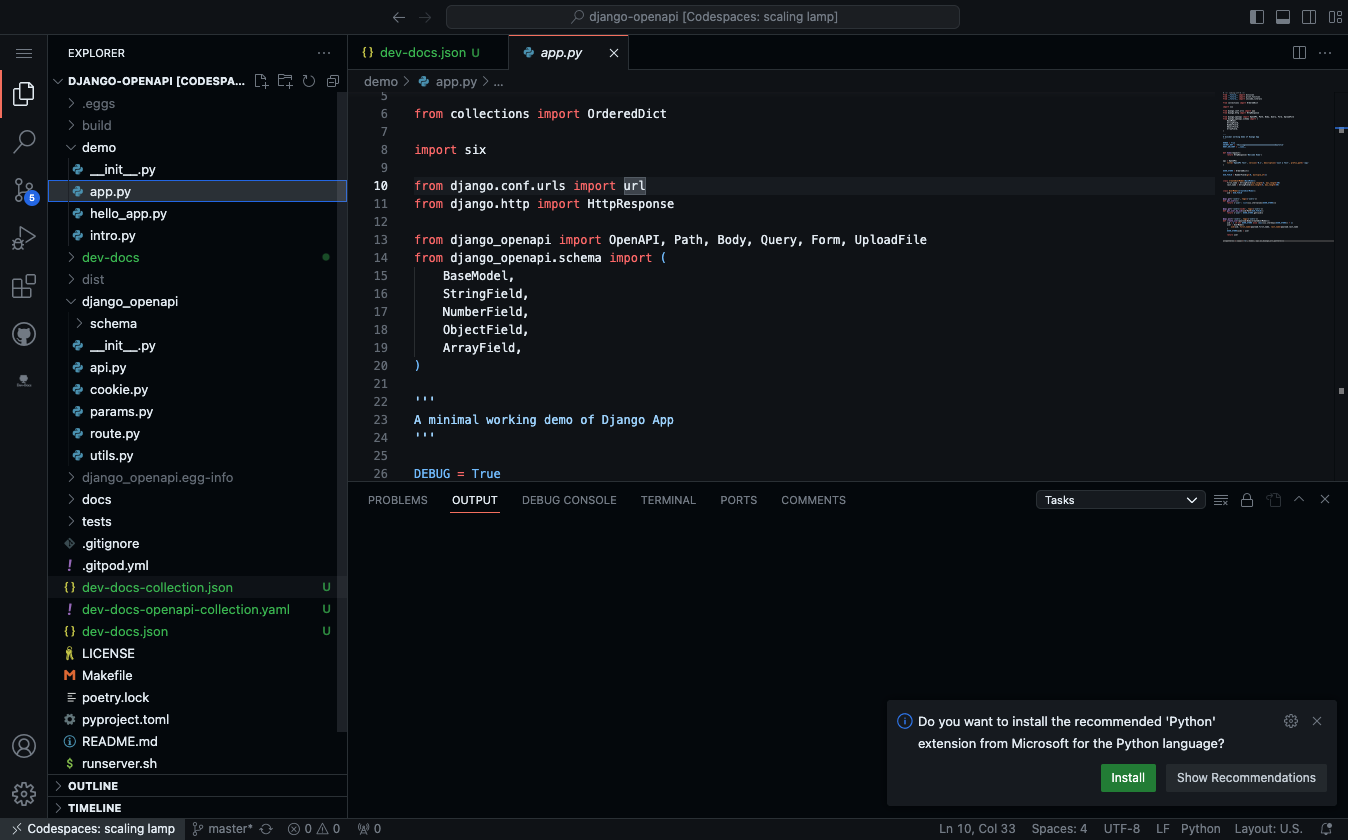 django-openapi [Codespaces: scaling lamp]
EXPLORER
DJANGO-OPENAPI [CODESPA...
.eggs
build
demo
__init__.py
app.py
hello_app.py
intro.py
dev-docs
dist
django_openapi
schema
__init__.py
api.py
cookie.py
params.py
route.py
utils.py
django_openapi.egg-info
docs
tests
.gitignore
.gitpod.yml
dev-docs-collection.json U
dev-docs-openapi-collection.yaml U
dev-docs.json U
LICENSE
Makefile
poetry.lock
pyproject.toml
README.md
runserver.sh
OUTLINE
TIMELINE
5
dev-docs.json U
app.py
demo > app.py > ...
5
6 from collections import OrderedDict
7
8 import six
9
10 from django.conf.urls import url
11 from django.http import HttpResponse
12
13 from django_openapi import OpenAPI, Path, Body, Query, Form, UploadFile
14 from django_openapi.schema import (
15 BaseModel,
16 StringField,
17 NumberField,
18 ObjectField,
19 ArrayField,
20 )
21
22 '''
23 A minimal working demo of Django App
24 '''
25
26 DEBUG = True
PROBLEMS OUTPUT DEBUG CONSOLE TERMINAL PORTS COMMENTS
Tasks
Do you want to install the recommended 'Python'
extension from Microsoft for the Python language?
Install Show Recommendations
Codespaces: scaling lamp master* 0 0 0 Ln 10, Col 33 Spaces: 4 UTF-8 LF Python Layout: U.S.